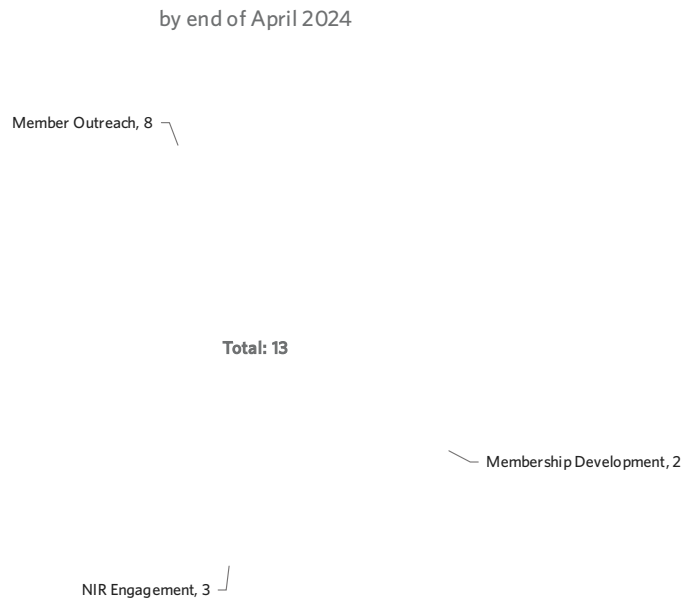 by end of April 2024
Member Outreach, 8
Total: 13
Membership Development, 2
NIR Engagement, 3